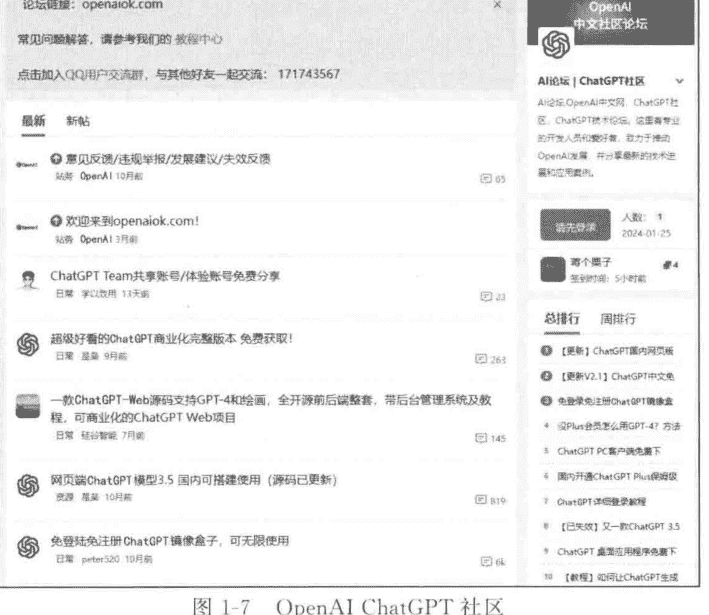 论坛链接：openaiok.com
×
常见问题解答，请参考我们的 教程中心
点击加入QQ用户交流群，与其他好友一起交流： 171743567
最新 新帖
意见反馈/违规举报/发展建议/失效反馈
站务 OpenAI 10月前
65
欢迎来到openaiok.com!
站务 OpenAI 3月前
ChatGPT Team共享账号/体验账号免费分享
日常 学以致用 13天前
23
超级好看的ChatGPT商业化完整版本 免费获取!
日常 是枭 9月前
263
一款ChatGPT-Web源码支持GPT-4和绘画，全开源前后端整套，带后台管理系统及教
程，可商业化的ChatGPT Web项目
日常 硅谷智能 7月前
145
网页端ChatGPT模型3.5 国内可搭建使用（源码已更新）
资源 是枭 10月前
819
免登陆免注册ChatGPT镜像盒子，可无限使用
日常 peter520 10月前
6k
OpenAI
中文社区论坛
AI论坛 | ChatGPT社区
AI论坛,OpenAI中文网，ChatGPT社
区，ChatGPT技术论坛。这里有专业
的开发人员和爱好者，致力于推动
OpenAI发展，并分享最新的技术进
展和应用案例。
请先登录
人数： 1
2024-01-25
哥个栗子
4
签到时间：5小时前
总排行 周排行
1 【更新】ChatGPT国内网页版
2 【更新V2.1】ChatGPT中文免
3 免登录免注册ChatGPT镜像盒
4 没Plus会员怎么用GPT-4? 方法
5 ChatGPT PC客户端免费下
6 国内开通ChatGPT Plus保姆级
7 ChatGPT详细登录教程
8 【已失效】又一款ChatGPT 3.5
9 ChatGPT 桌面应用程序免费下
10 【教程】如何让ChatGPT生成
图 1-7 OpenAI ChatGPT 社区